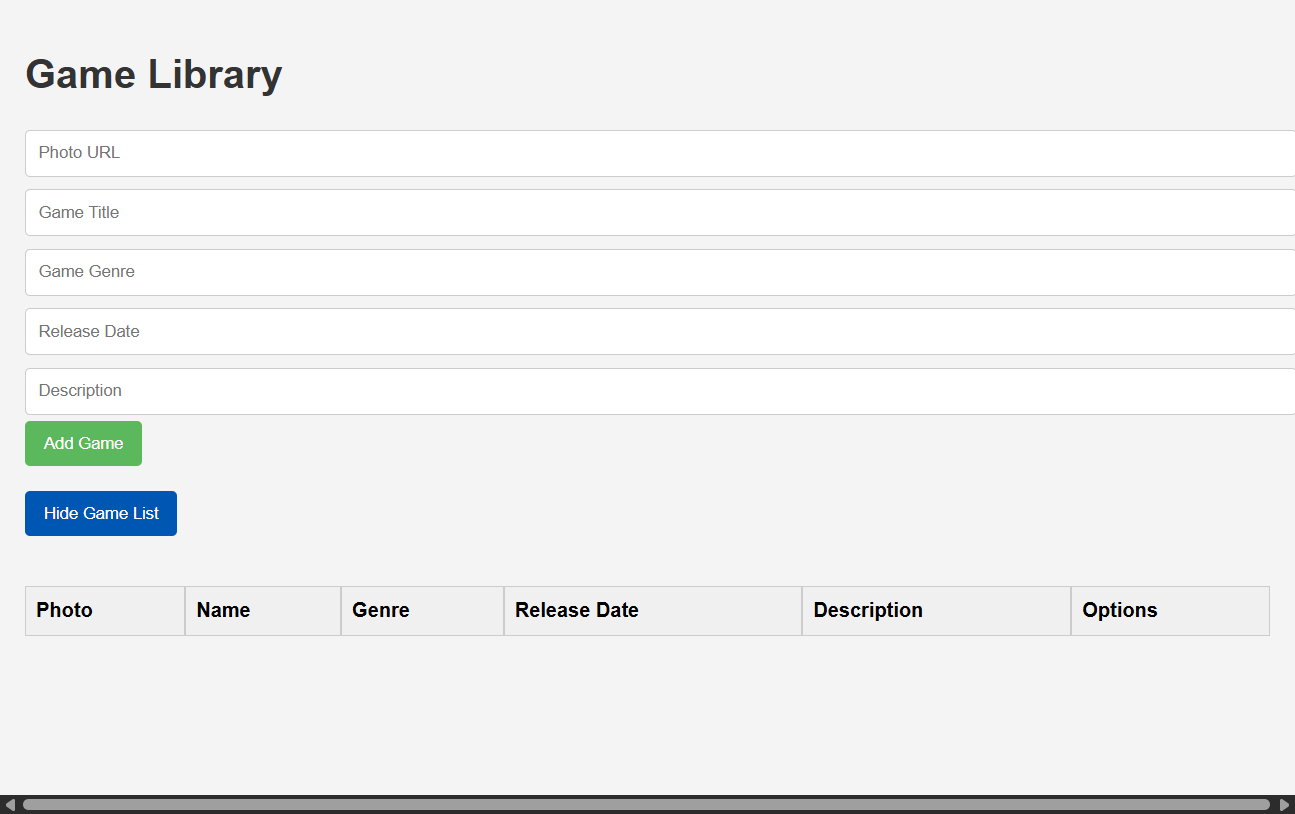 Game Library
Photo URL
Game Title
Game Genre
Release Date
Description
Add Game
Hide Game List
Photo Name Genre Release Date Description Options